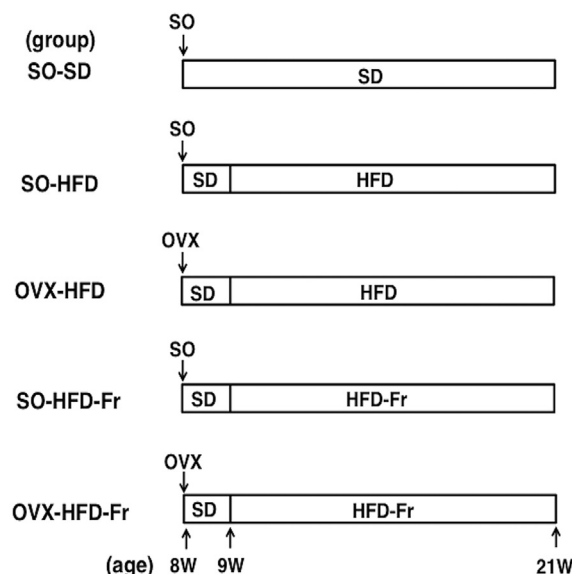 SO
(group)
SO-SD SD
SO
SO-HFD SD HFD
OVX
OVX-HFD SD HFD
SO
SO-HFD-Fr SD HFD-Fr
OVX
OVX-HFD-Fr SD HFD-Fr
(age) 8W 9W 21W